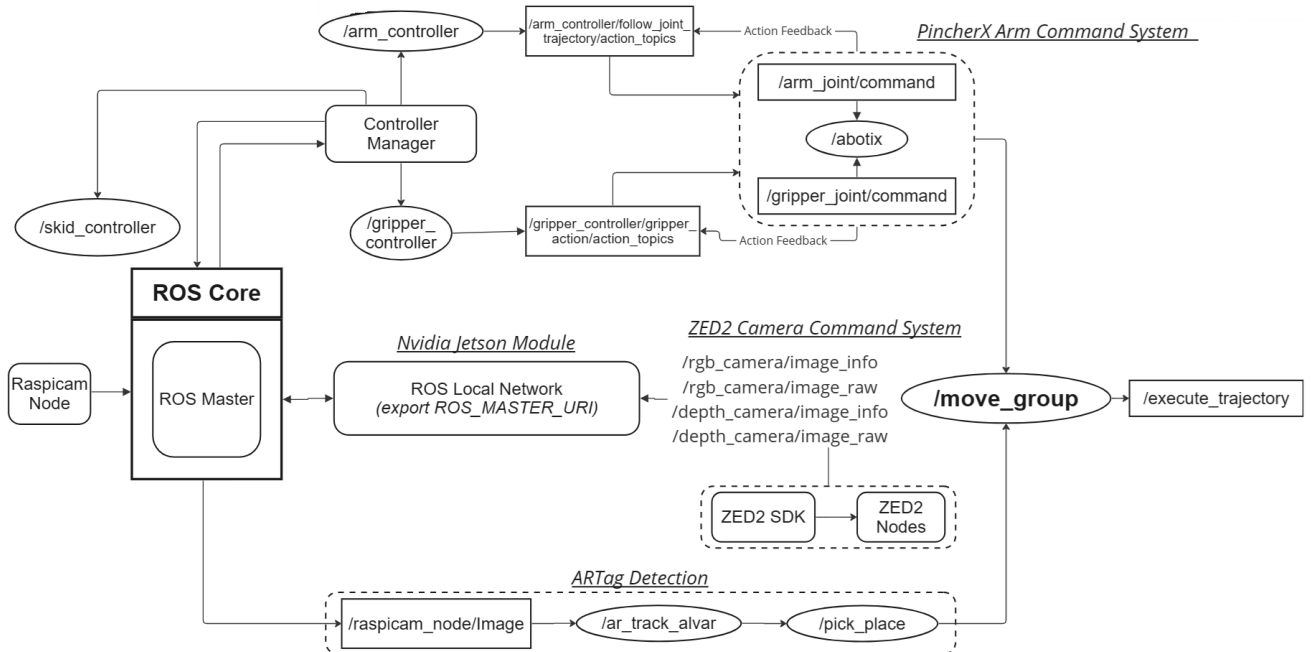 /arm_controller
/arm_controller/follow_joint_
trajectory/action_topics
Action Feedback
PincherX Arm Command System
/arm_joint/command
Controller
Manager
/abotix
/skid_controller
/gripper_
controller
/gripper_controller/gripper_
action/action_topics
/gripper_joint/command
Action Feedback
ROS Core
Nvidia Jetson Module
ZED2 Camera Command System
Raspicam
Node
ROS Master
ROS Local Network
(export ROS_MASTER_URI)
/rgb_camera/image_info
/rgb_camera/image_raw
/depth_camera/image_info
/depth_camera/image_raw
/move_group
/execute_trajectory
ZED2 SDK
ZED2
Nodes
ARTag Detection
/raspicam_node/Image
/ar_track_alvar
/pick_place